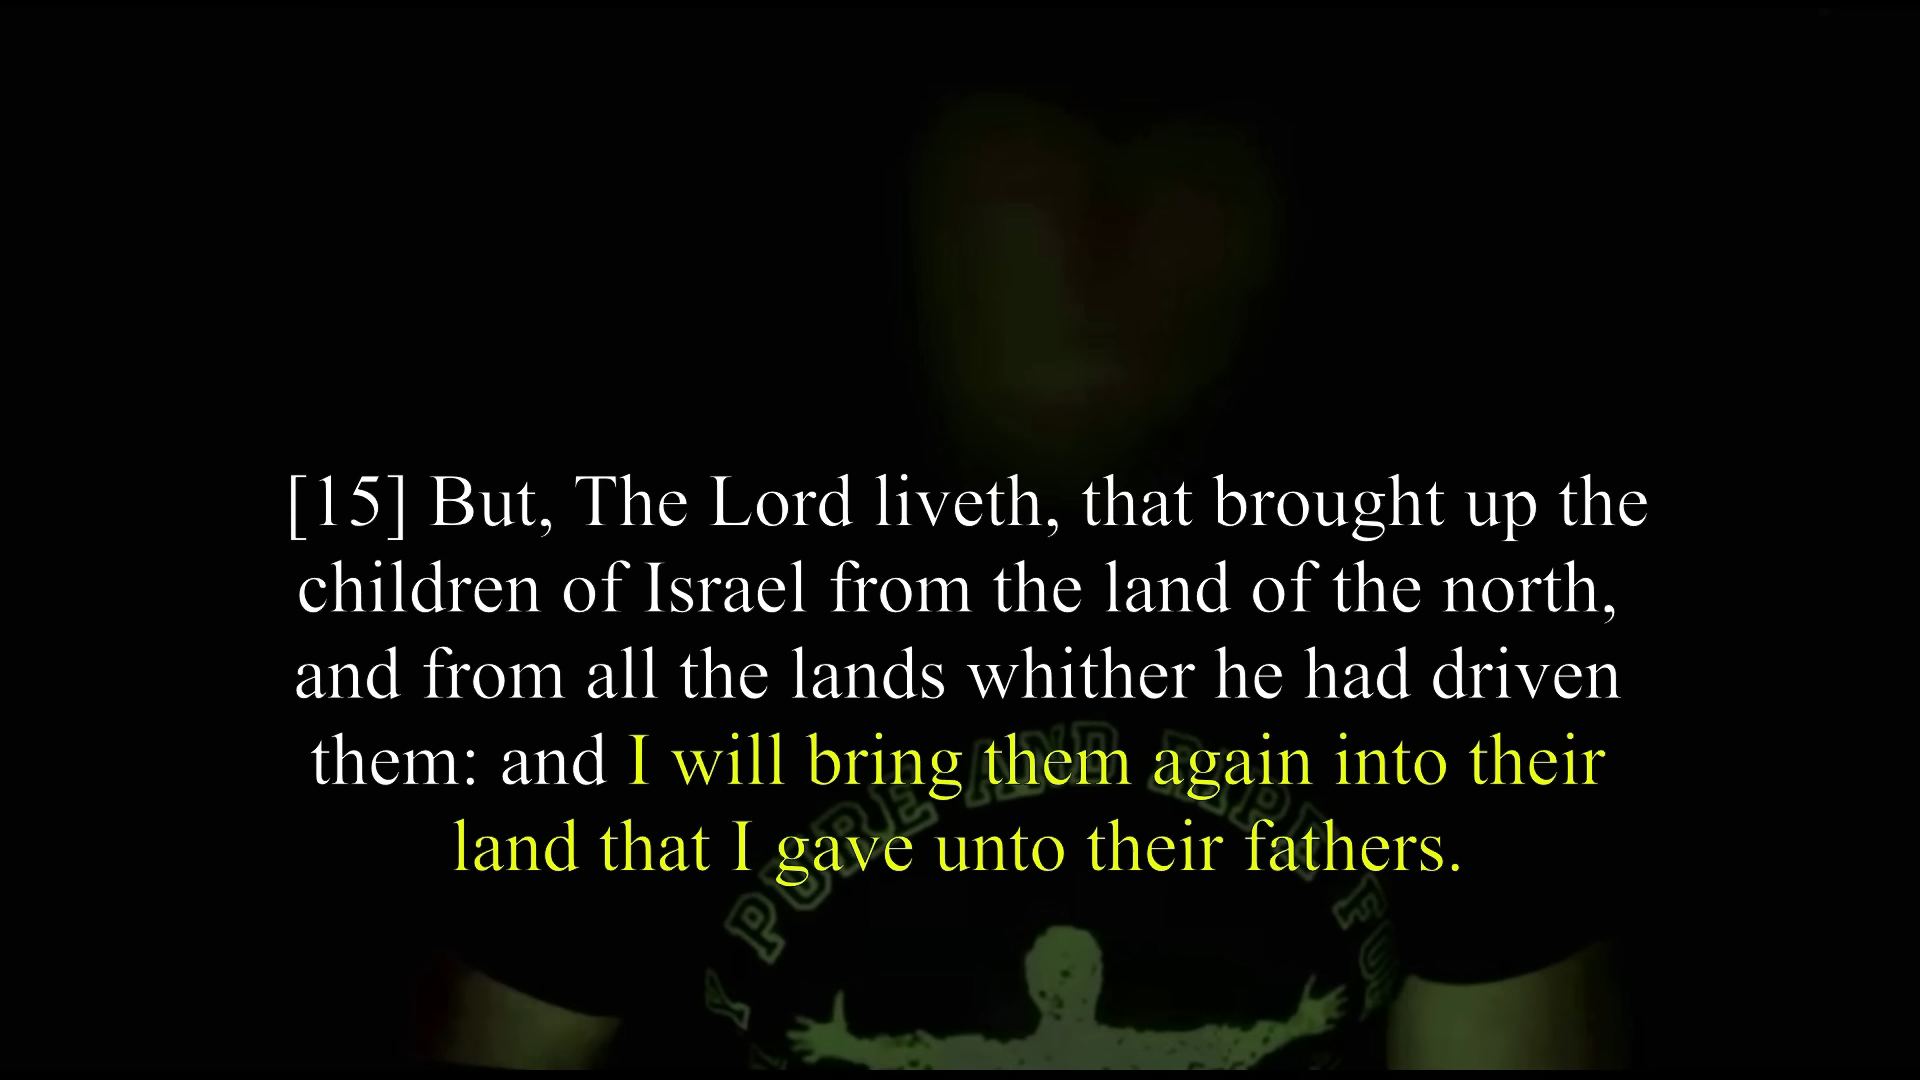 [15] But, The Lord liveth, that brought up the
children of Israel from the land of the north,
and from all the lands whither he had driven
them: and I will bring them again into their
land that I gave unto their fathers.
PURE AND